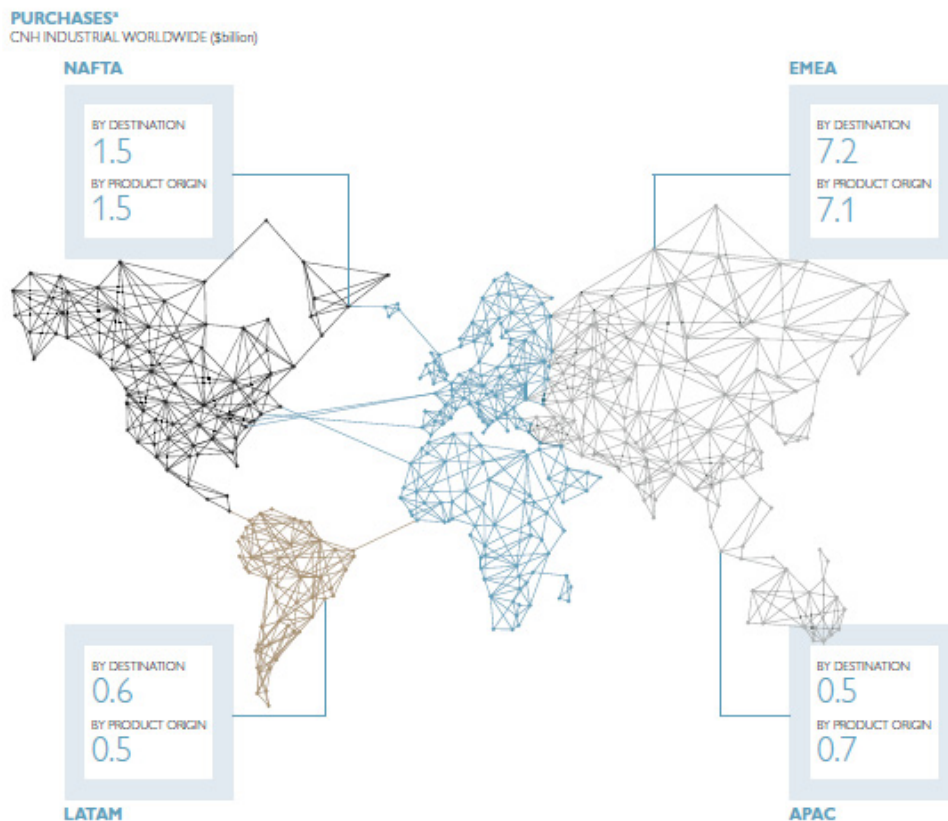 PURCHASESª
CNH INDUSTRIAL WORLDWIDE ($billion)
NAFTA
BY DESTINATION
1.5
BY PRODUCT ORIGIN
1.5
EMEA
BY DESTINATION
7.2
BY PRODUCT ORIGIN
7.1
BY DESTINATION
0.6
BY PRODUCT ORIGIN
0.5
LATAM
BY DESTINATION
0.5
BY PRODUCT ORIGIN
0.7
APAC